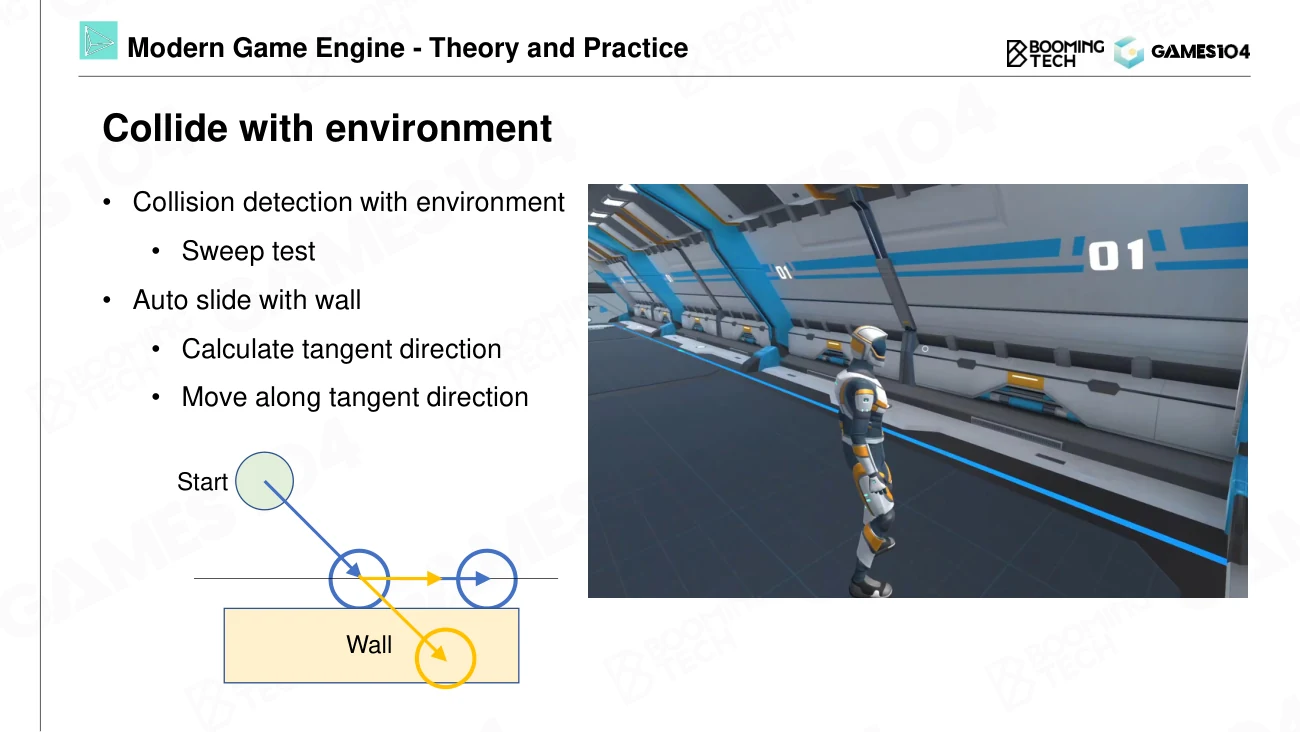 Modern Game Engine - Theory and Practice
BOOMING
TECH
GAMES104
Collide with environment
• Collision detection with environment
• Sweep test
• Auto slide with wall
• Calculate tangent direction
• Move along tangent direction
01
01
Start
Wall